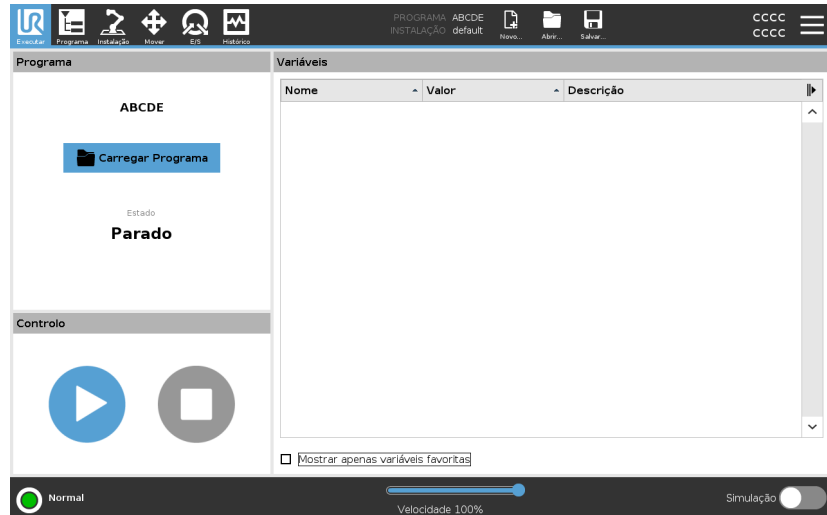 UR
PROGRAMA ABCDE
INSTALAÇÃO default
CCCC
CCCC
Executar Programa Instalação Mover E/S Histórico Novo... Abrir... Salvar...
Programa
Variáveis
ABCDE
Carregar Programa
Estado
Parado
Nome Valor Descrição
Controlo
Mostrar apenas variáveis favoritas
Normal
Velocidade 100%
Simulação